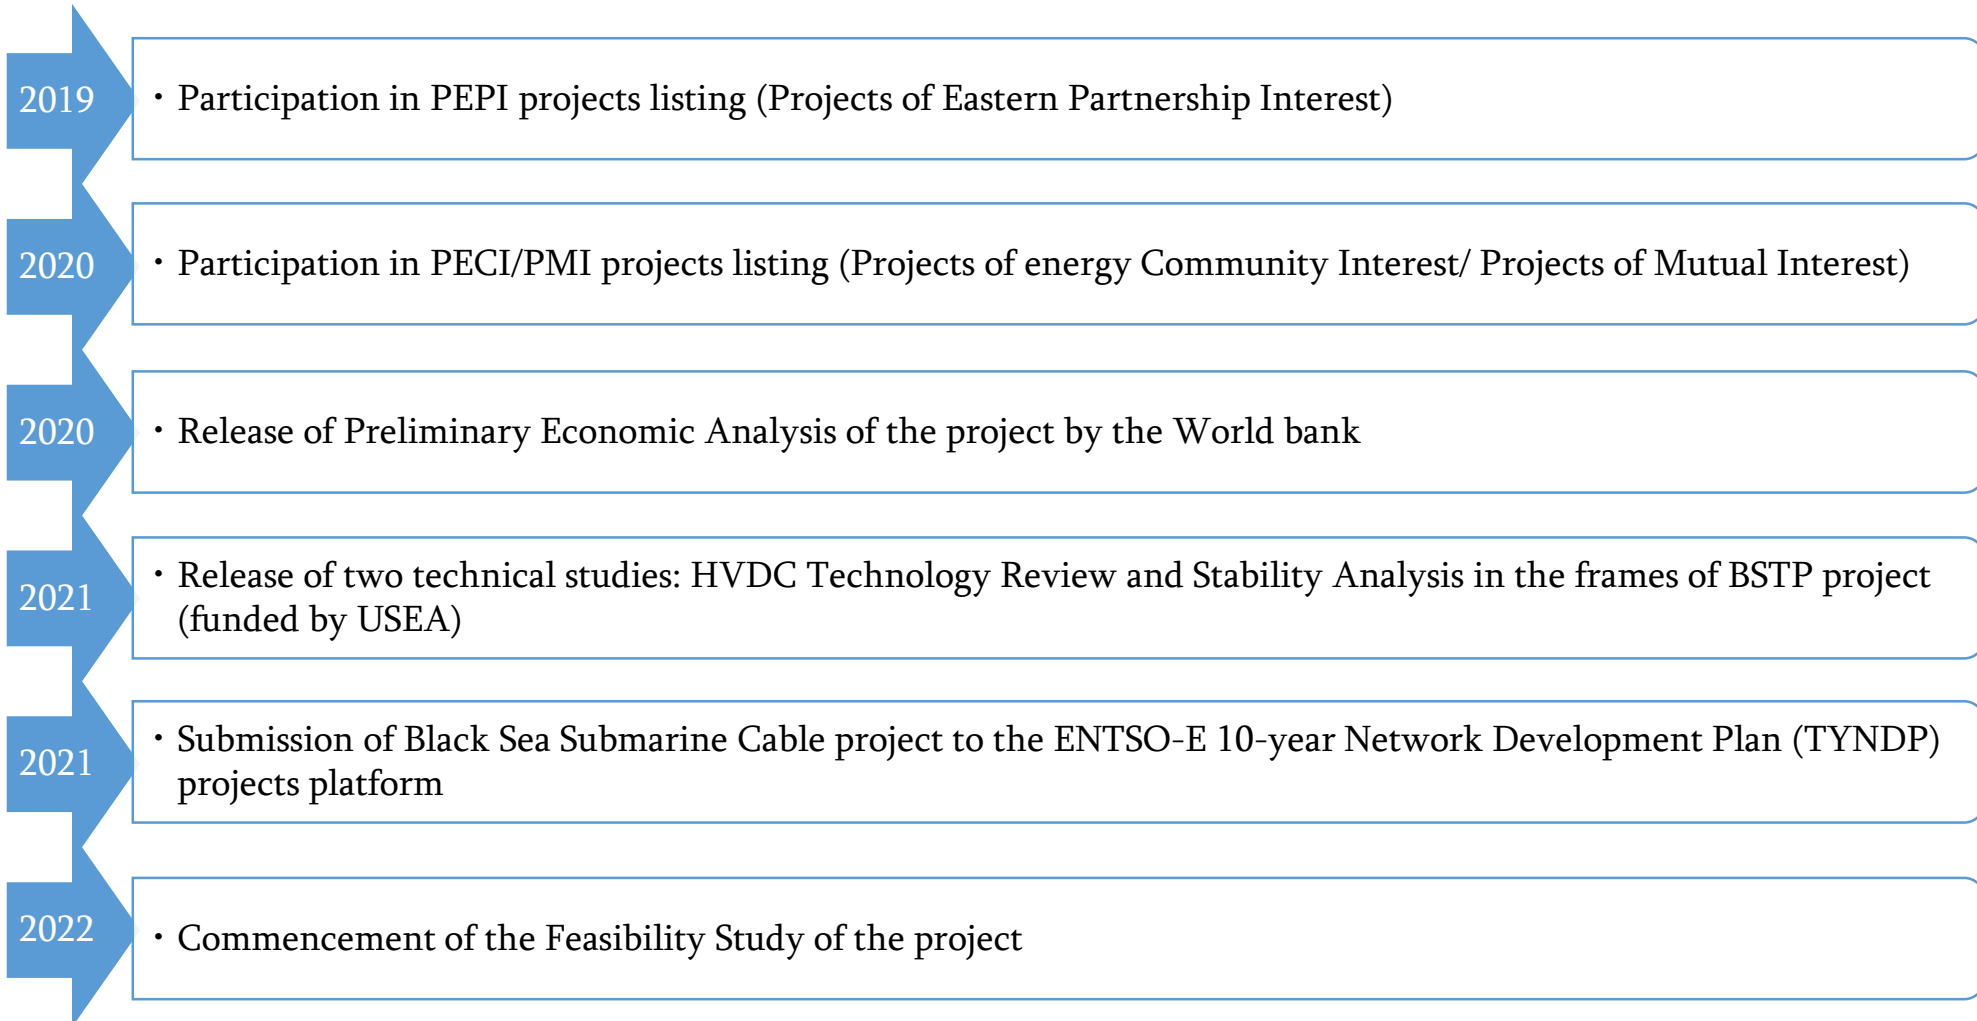 2019
• Participation in PEPI projects listing (Projects of Eastern Partnership Interest)
2020
• Participation in PECI/PMI projects listing (Projects of energy Community Interest/ Projects of Mutual Interest)
2020
• Release of Preliminary Economic Analysis of the project by the World bank
2021
• Release of two technical studies: HVDC Technology Review and Stability Analysis in the frames of BSTP project
(funded by USEA)
2021
• Submission of Black Sea Submarine Cable project to the ENTSO-E 10-year Network Development Plan (TYNDP)
projects platform
2022
• Commencement of the Feasibility Study of the project